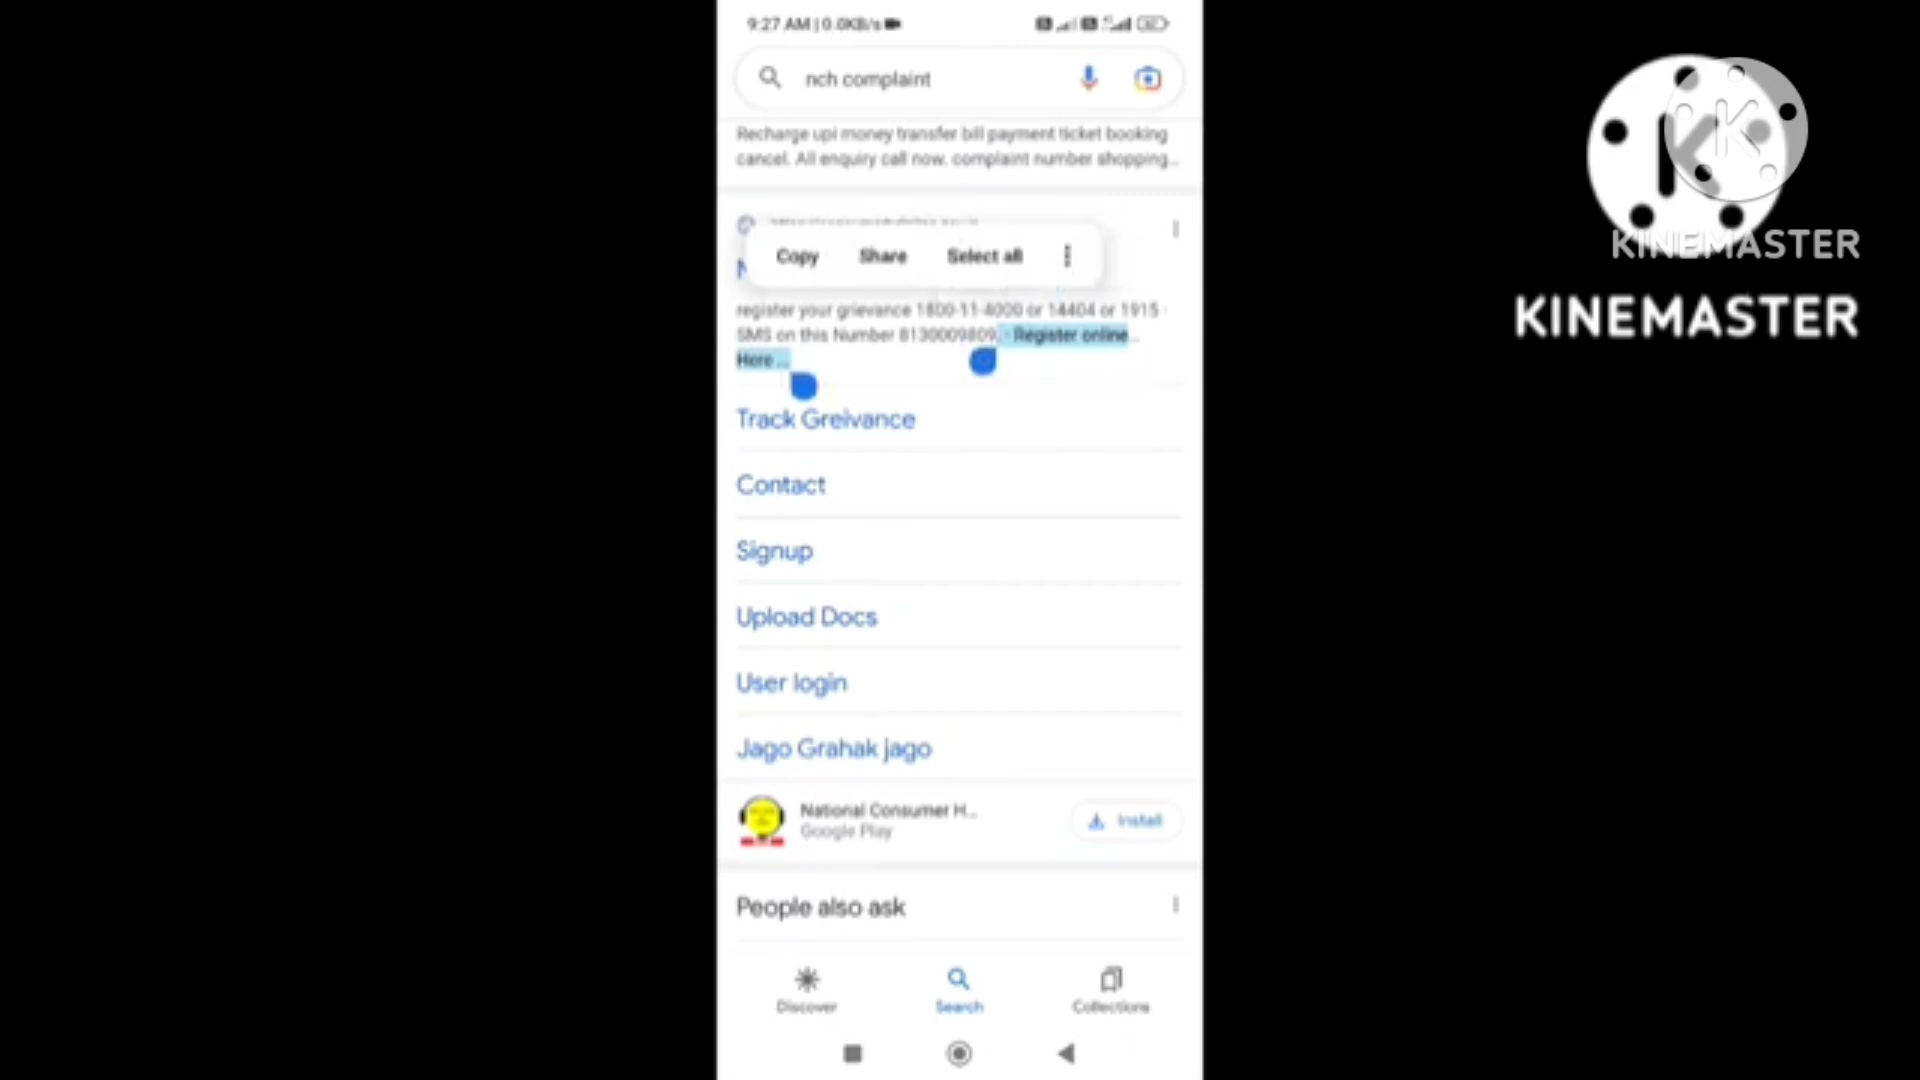 9:27 AM | 0.0KB/s
nch complaint
Recharge upi money transfer bill payment ticket booking
cancel. All enquiry call now. complaint number shopping...
Copy Share Select all
register your grievance 1800-11-4000 or 14404 or 1915 ·
SMS on this Number 8130009809. · Register online...
Here ...
Track Greivance
Contact
Signup
Upload Docs
User login
Jago Grahak jago
National Consumer H...
Google Play
Install
People also ask
Discover
Search
Collections
KINEMASTER
KINEMASTER